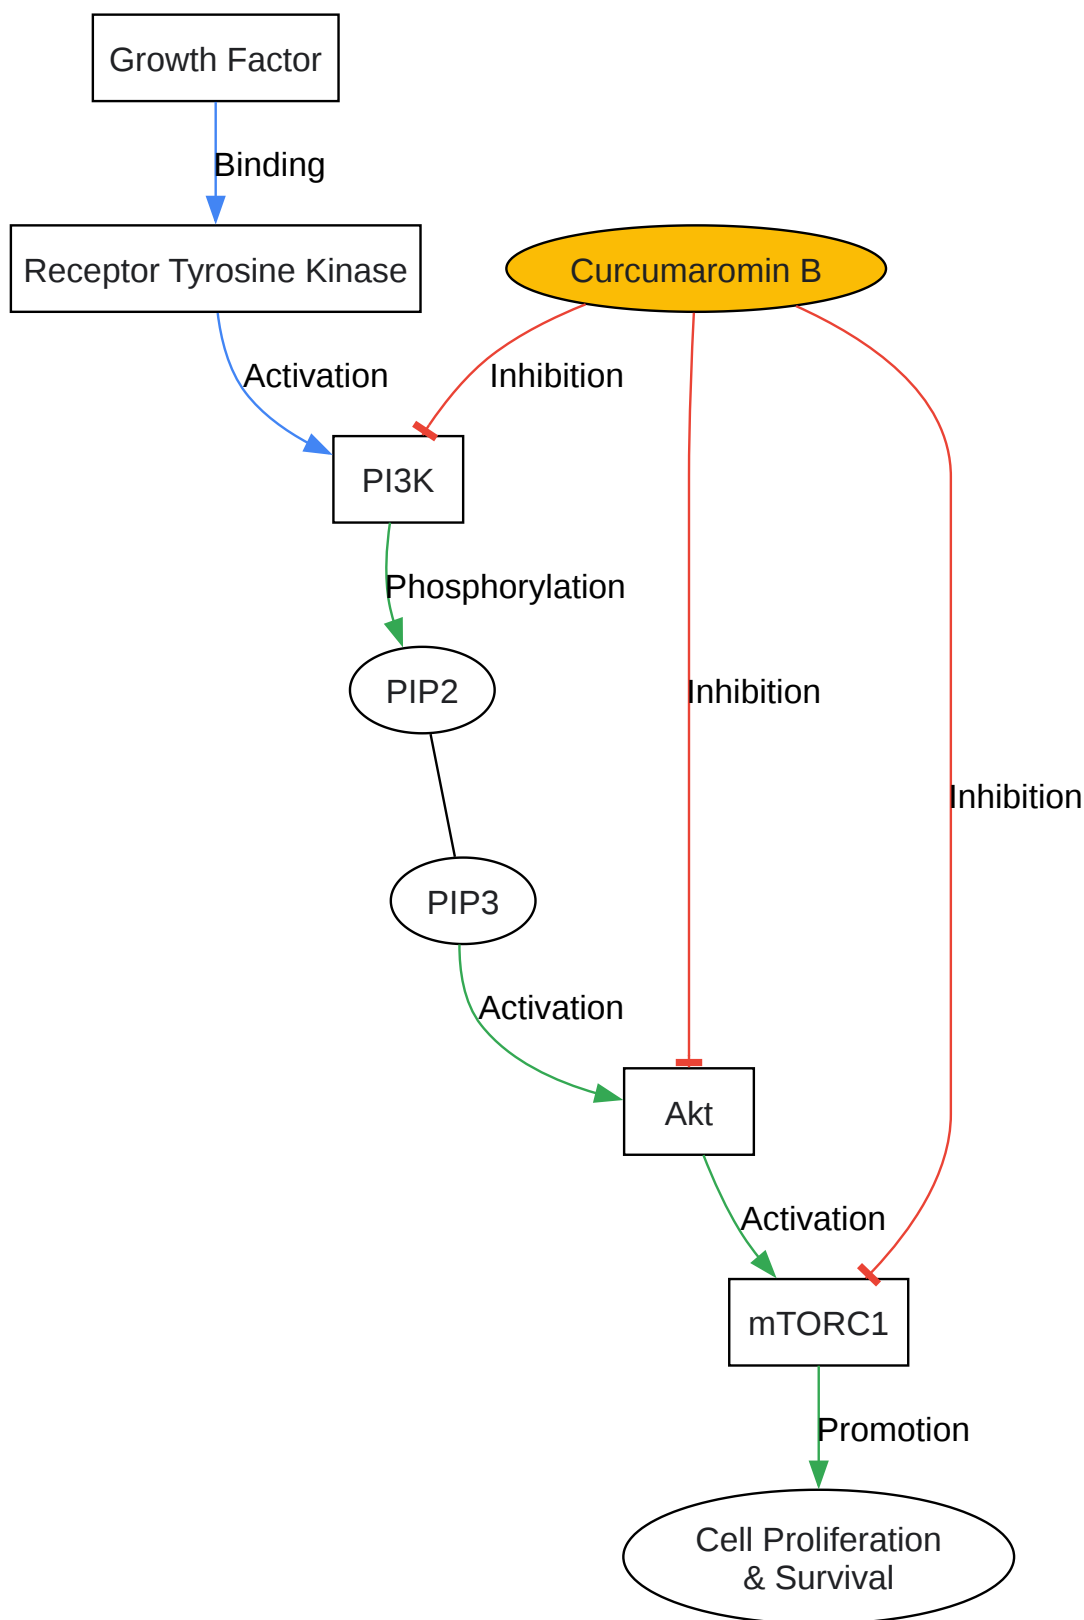 Growth Factor
Binding
Receptor Tyrosine Kinase
Curcumaromin B
Activation
Inhibition
PI3K
Phosphorylation
PIP2
Inhibition
Inhibition
PIP3
Activation
Akt
Activation
mTORC1
Promotion
Cell Proliferation
& Survival